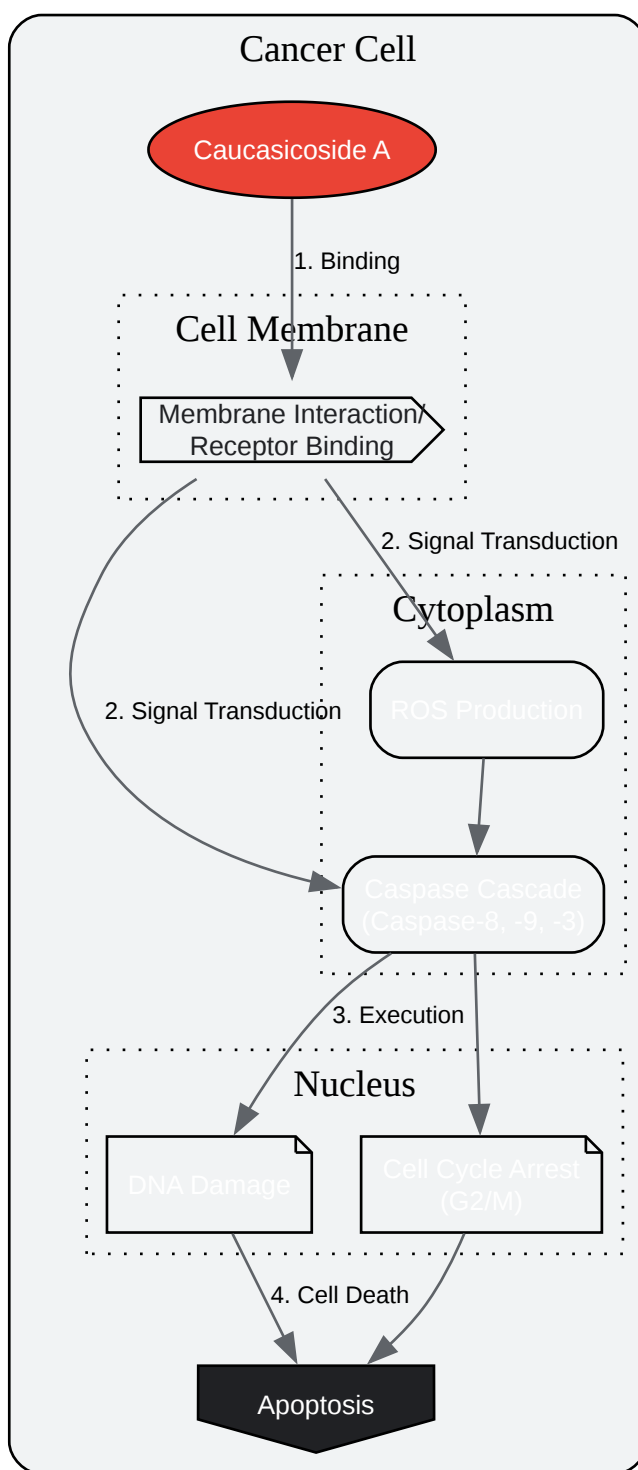 Cancer Cell
Caucasicoside A
1. Binding
Cell Membrane
Membrane Interaction/
Receptor Binding
2. Signal Transduction
Cytoplasm
ROS Production
2. Signal Transduction
Caspase Cascade
(Caspase-8, -9, -3)
3. Execution
Nucleus
DNA Damage
Cell Cycle Arrest
(G2/M)
4. Cell Death
Apoptosis